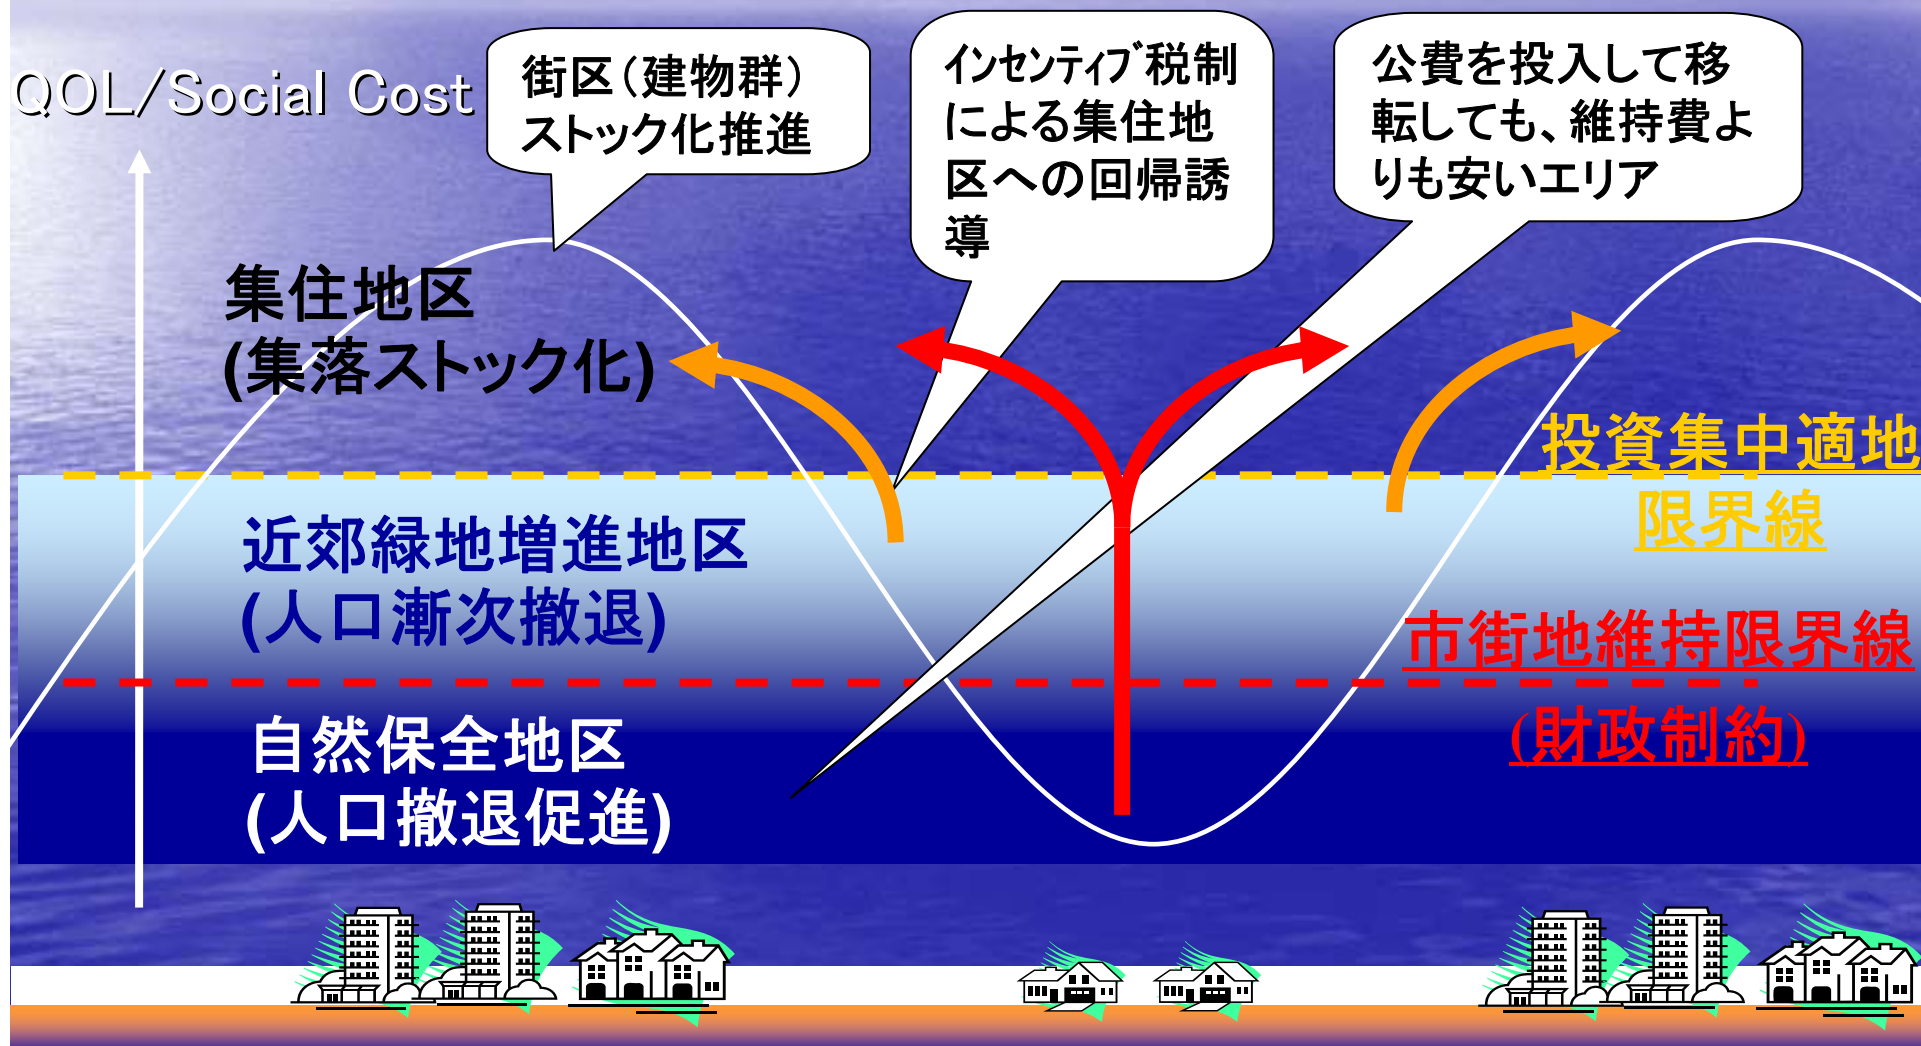 QOL/Social Cost
街区(建物群)
ストック化推進
インセンティブ税制
による集住地
区への回帰誘
導
公費を投入して移
転しても、維持費よ
りも安いエリア
集住地区
(集落ストック化)
投資集中適地
限界線
近郊緑地増進地区
(人口漸次撤退)
市街地維持限界線
(財政制約)
自然保全地区
(人口撤退促進)